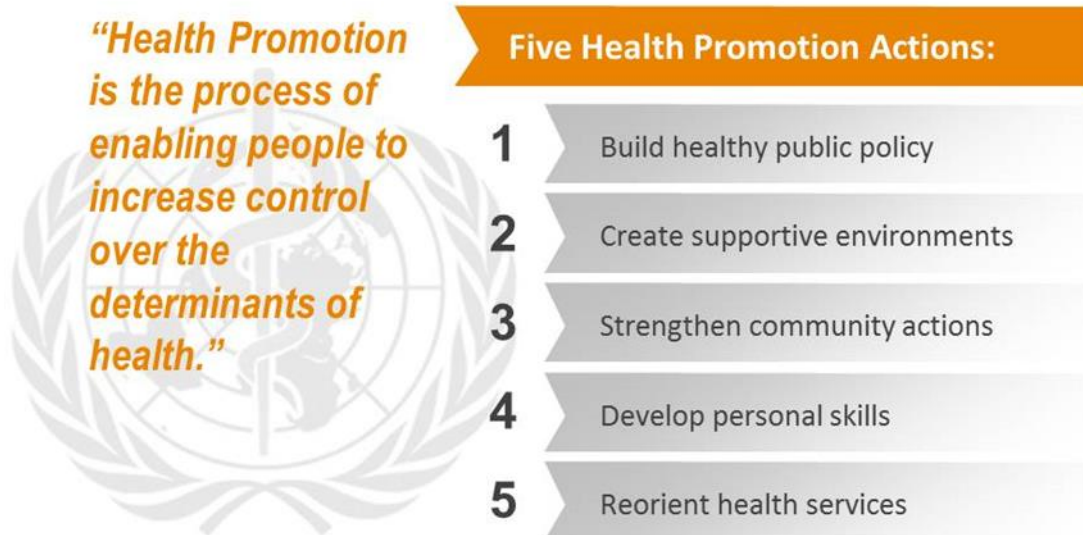 “Health Promotion
is the process of
enabling people to
increase control
over the
determinants of
health.”
Five Health Promotion Actions:
1 Build healthy public policy
2 Create supportive environments
3 Strengthen community actions
4 Develop personal skills
5 Reorient health services